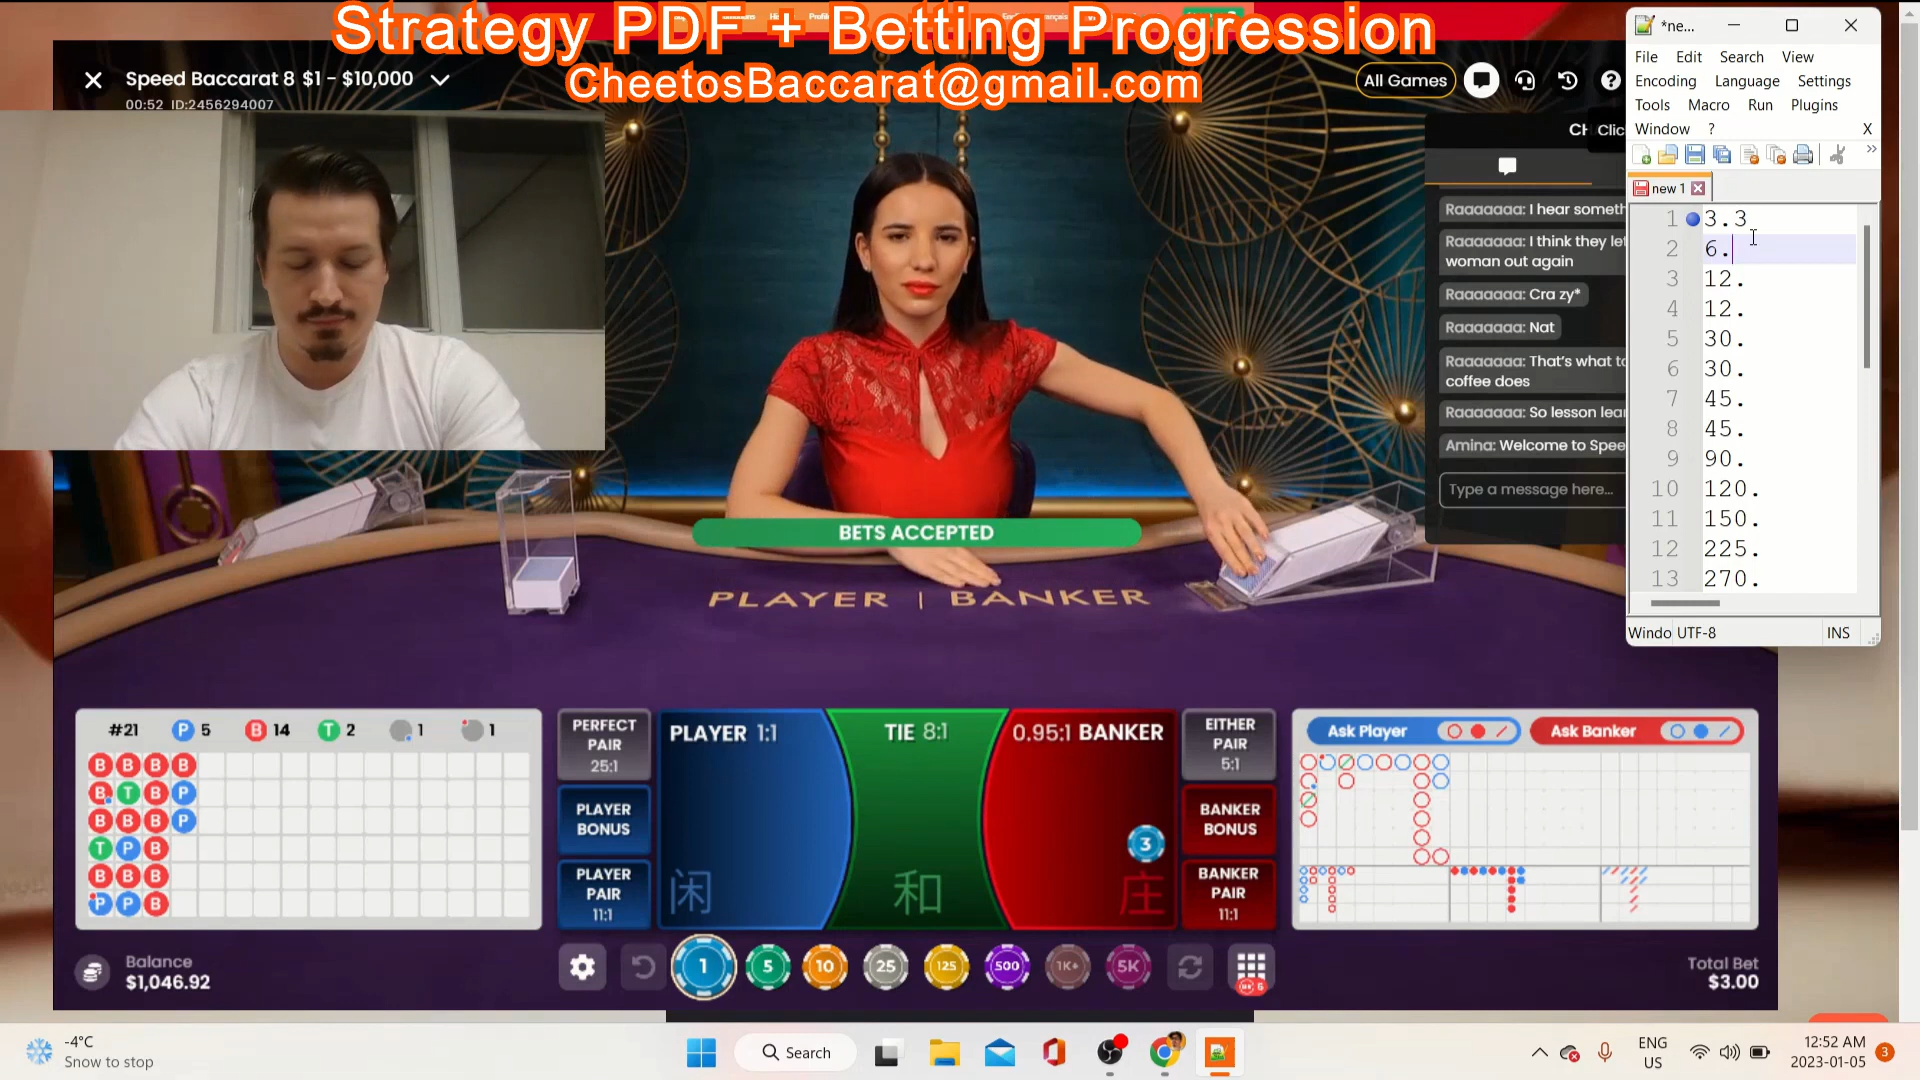 Strategy PDF + Betting Progression
CheetosBaccarat@gmail.com
Speed Baccarat 8 $1 - $10,000
00:52 ID:2456294007
All Games
?
Raaaaaaa: I hear someth
Raaaaaaa: I think they le
woman out again
Raaaaaaa: Cra zy*
Raaaaaaa: Nat
Raaaaaaa: That's what t
coffee does
Raaaaaaa: So lesson lea
Amina: Welcome to Spee
Type a message here...
*ne...
File Edit Search View
Encoding Language Settings
Tools Macro Run Plugins
Window ? X
new 1
1 3.3
2 6.
3 12.
4 12.
5 30.
6 30.
7 45.
8 45.
9 90.
10 120.
11 150.
12 225.
13 270.
Windo UTF-8 INS
BETS ACCEPTED
PLAYER | BANKER
#21 P 5 B 14 T 2 1 1
B B B B
B T B P
B B B P
T P B
B B B
P P B
PERFECT
PAIR
25:1
PLAYER
BONUS
PLAYER
PAIR
11:1
PLAYER 1:1
闲
TIE 8:1
和
0.95:1 BANKER
3
庄
EITHER
PAIR
5:1
BANKER
BONUS
BANKER
PAIR
11:1
Ask Player
Ask Banker
Balance
$1,046.92
1 5 10 25 125 500 1K+ 5K
Total Bet
$3.00
-4°C
Snow to stop
Search
ENG
US
12:52 AM
2023-01-05
3